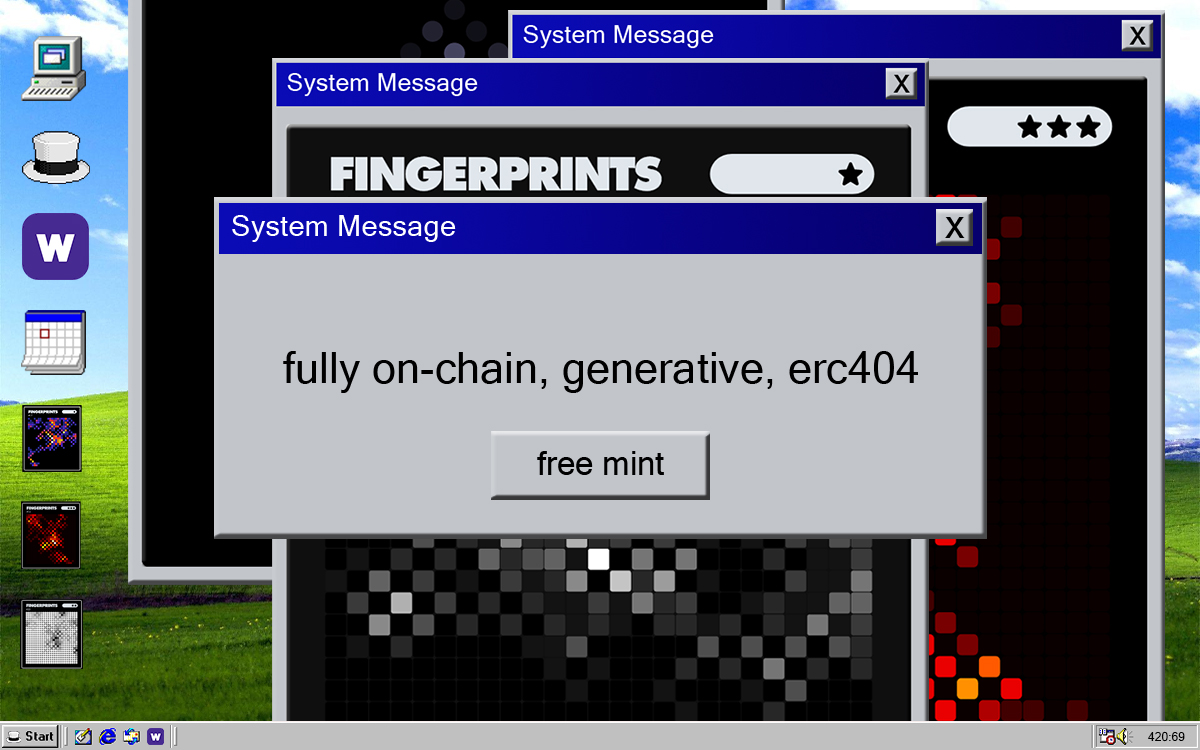 System Message
X
System Message
X
FINGERPRINTS
System Message
X
fully on-chain, generative, erc404
free mint
W
FINGERPRINTS
FINGERPRINTS
FINGERPRINTS
Start
W
420:69